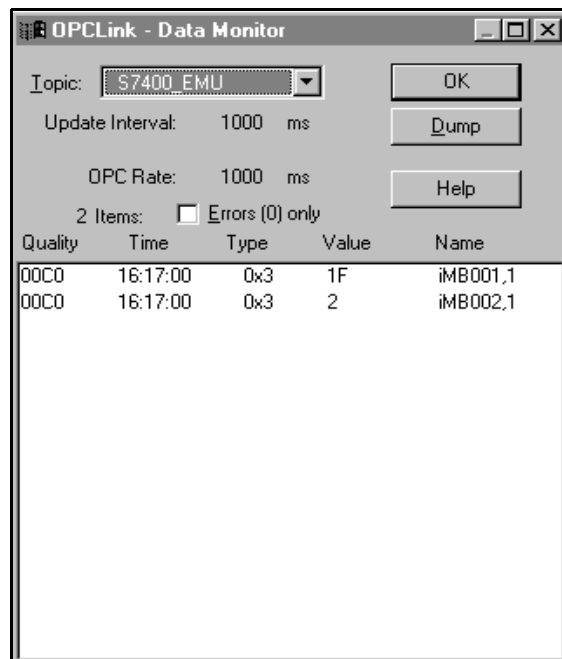 OPCLink - Data Monitor
Topic: S7400_EMU OK
Update Interval: 1000 ms Dump
OPC Rate: 1000 ms Help
2 Items: Errors (0) only
Quality Time Type Value Name
00C0 16:17:00 0x3 1F iMB001,1
00C0 16:17:00 0x3 2 iMB002,1